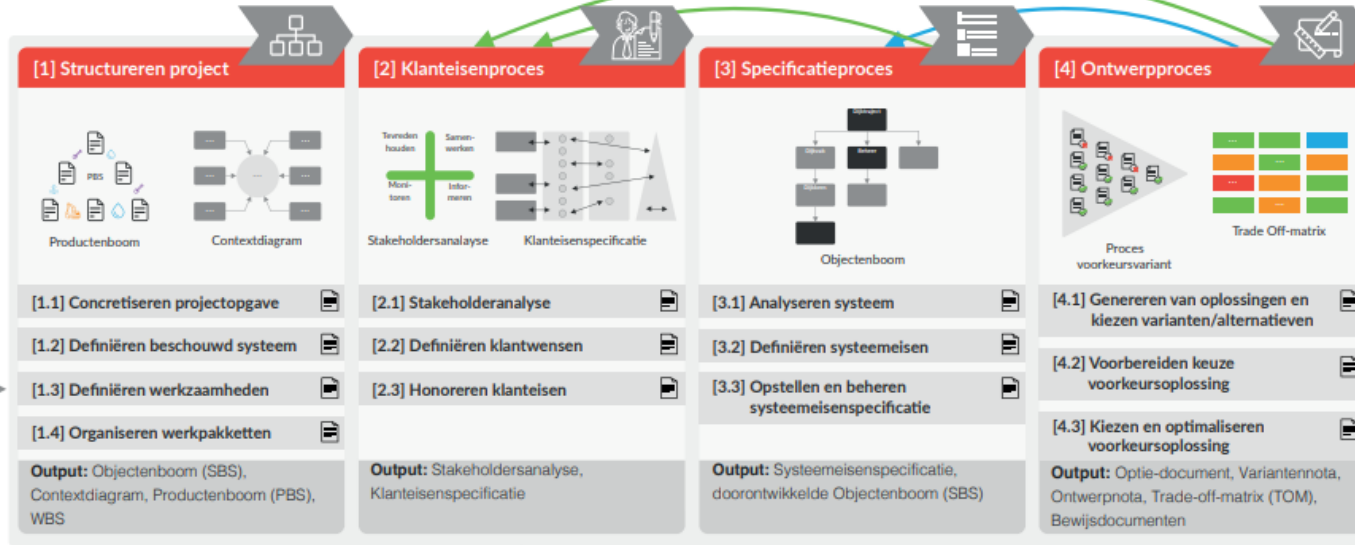 [1] Structureren project
PBS
...
...
...
...
...
...
...
Productenboom
Contextdiagram
[1.1] Concretiseren projectopgave
[1.2] Definiëren beschouwd systeem
[1.3] Definiëren werkzaamheden
[1.4] Organiseren werkpakketten
Output: Objectenboom (SBS),
Contextdiagram, Productenboom (PBS),
WBS
[2] Klanteisenproces
Tevreden
houden
Samen-
werken
Moni-
toren
Infor-
meren
Stakeholdersanalayse
Klanteisenspecificatie
[2.1] Stakeholderanalyse
[2.2] Definiëren klantwensen
[2.3] Honoreren klanteisen
Output: Stakeholdersanalyse,
Klanteisenspecificatie
[3] Specificatieproces
Beheren
Objectenboom
[3.1] Analyseren systeem
[3.2] Definiëren systeemeisen
[3.3] Opstellen en beheren
systeemeisenspecificatie
Output: Systeemeisenspecificatie,
doorontwikkelde Objectenboom (SBS)
[4] Ontwerpproces
...
...
...
...
Proces
voorkeursvariant
Trade Off-matrix
[4.1] Genereren van oplossingen en
kiezen varianten/alternatieven
[4.2] Voorbereiden keuze
voorkeursoplossing
[4.3] Kiezen en optimaliseren
voorkeursoplossing
Output: Optie-document, Variantennota,
Ontwerpnota, Trade-off-matrix (TOM),
Bewijsdocumenten